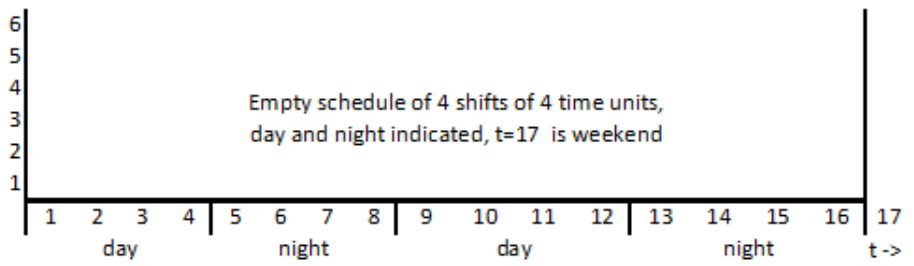 6
5
4
3
2
1
Empty schedule of 4 shifts of 4 time units,
day and night indicated, t=17 is weekend
1 2 3 4 5 6 7 8 9 10 11 12 13 14 15 16 17
day night day night t ->